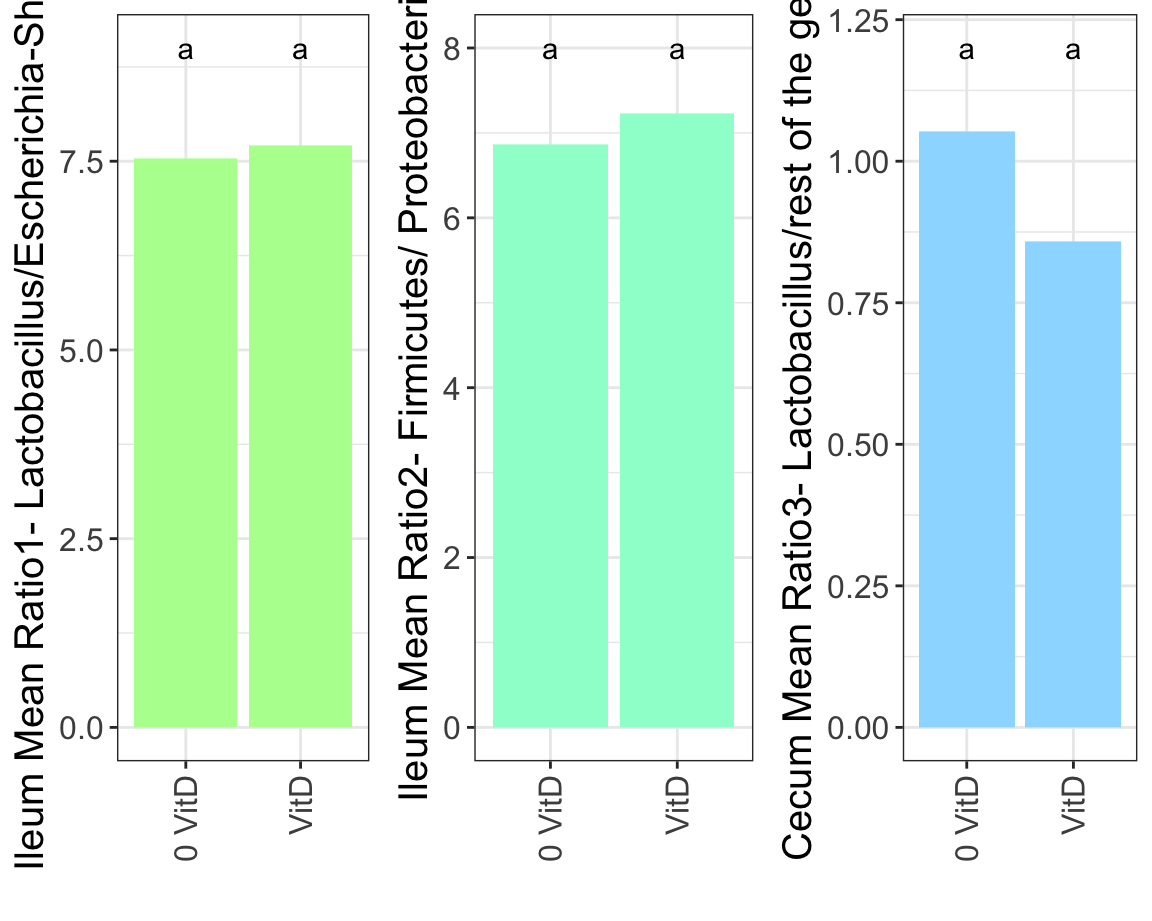 Ileum Mean Ratio1- Lactobacillus/Escherichia-Sh
a a
7.5
5.0
2.5
0.0
0 VitD
VitD
Ileum Mean Ratio2- Firmicutes/ Proteobacteri
a a
8
6
4
2
0
0 VitD
VitD
Cecum Mean Ratio3- Lactobacillus/rest of the ge
a a
1.25
1.00
0.75
0.50
0.25
0.00
0 VitD
VitD